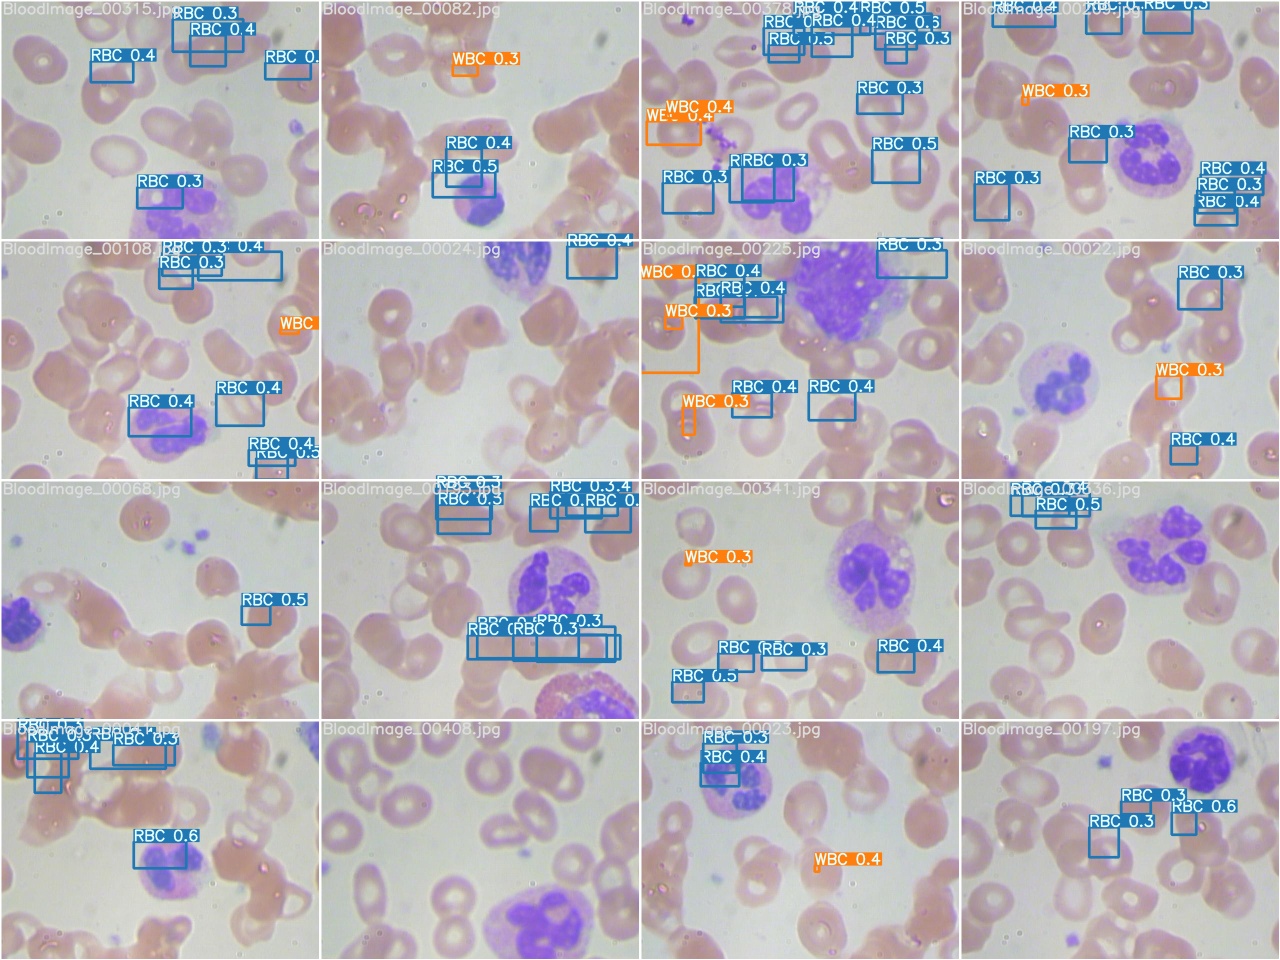 BloodImage_00315.jpg
RBC 0.3
RBC 0.4
RBC 0.4
RBC 0.
RBC 0.3
BloodImage_00082.jpg
WBC 0.3
RBC 0.4
RBC 0.5
RBC 0.4
RBC 0.5
RBC 0.3
RBC 0.3
WBC 0.4
RBC 0.5
RBC 0.3
RBC 0.3
WBC 0.3
RBC 0.3
RBC 0.3
RBC 0.4
RBC 0.3
RBC 0.4
BloodImage_00108.jpg
RBC 0.3
WBC
RBC 0.4
RBC 0.4
RBC 0.4
BloodImage_00024.jpg
RBC 0.4
BloodImage_00225.jpg
RBC 0.3
WBC 0.
RBC 0.4
RBC 0.4
WBC 0.3
RBC 0.4
RBC 0.4
WBC 0.3
BloodImage_00022.jpg
RBC 0.3
WBC 0.3
RBC 0.4
BloodImage_00068.jpg
RBC 0.5
RBC 0.5
RBC 0.3
BloodImage_00341.jpg
WBC 0.3
RBC 0.3
RBC 0.4
RBC 0.5
RBC 0.5
RBC 0.4
RBC 0.3
RBC 0.6
BloodImage_00408.jpg
BloodImage_00023.jpg
RBC 0.3
RBC 0.4
WBC 0.4
BloodImage_00197.jpg
RBC 0.3
RBC 0.6
RBC 0.3